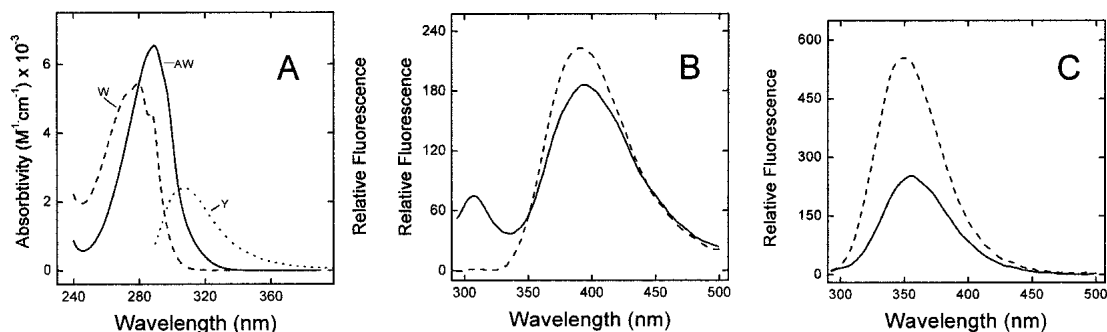 A
W
AW
Y
Absorbtivity (M⁻¹cm⁻¹) x 10⁻³
6
4
2
0
240 280 320 360
Wavelength (nm)
Relative Fluorescence
B
Relative Fluorescence
240
180
120
60
0
300 350 400 450 500
Wavelength (nm)
C
Relative Fluorescence
600
450
300
150
0
300 350 400 450 500
Wavelength (nm)